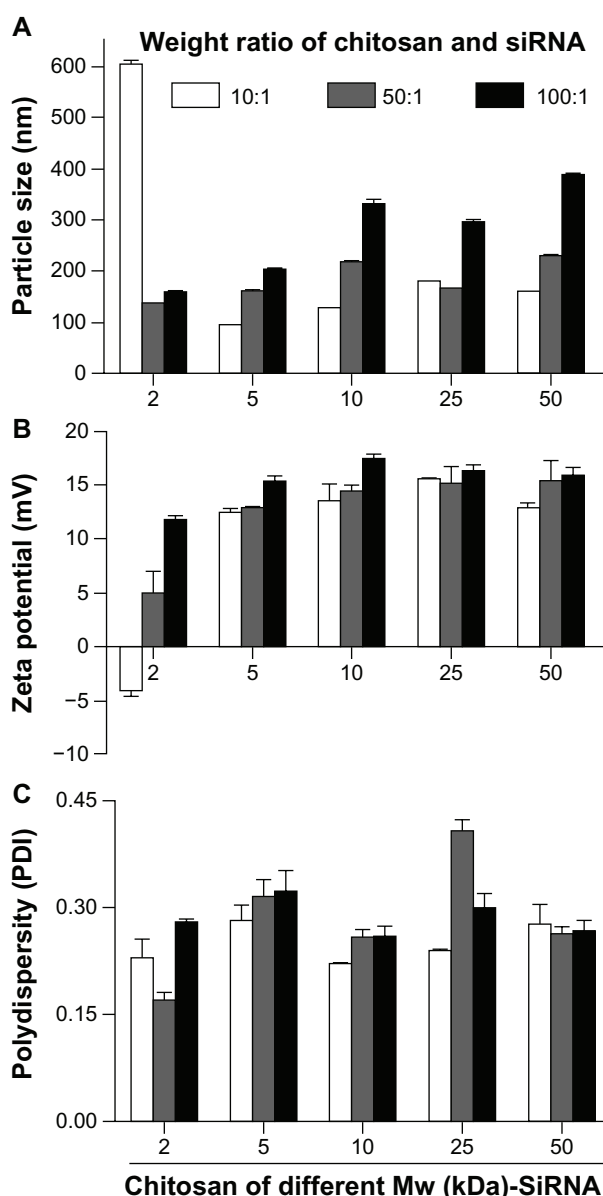 A
Weight ratio of chitosan and siRNA
10:1 50:1 100:1
Particle size (nm)
600
500
400
300
200
100
0
2 5 10 25 50
B
Zeta potential (mV)
20
15
10
5
0
−5
−10
2 5 10 25 50
C
Polydispersity (PDI)
0.45
0.30
0.15
0.00
2 5 10 25 50
Chitosan of different Mw (kDa)-SiRNA